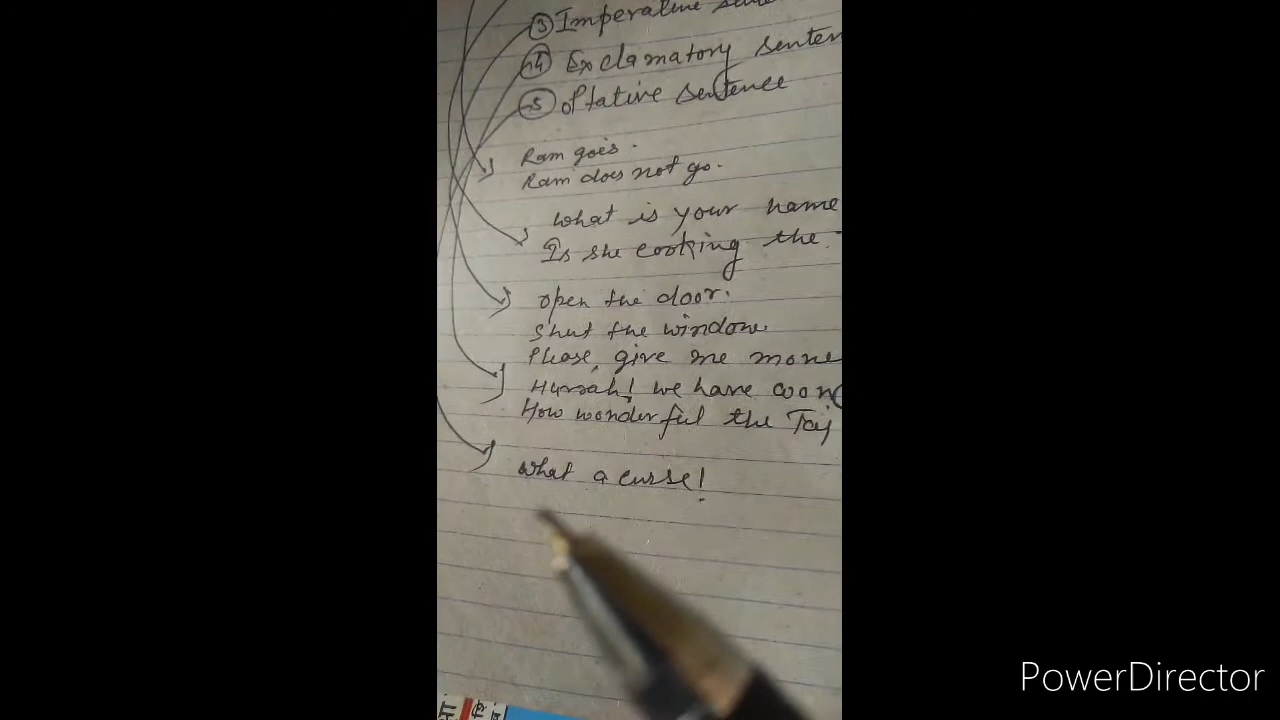 ③ Imperative
④ Exclamatory senten
⑤ optative sentence
Ram goes.
Ram does not go.
What is your name
Is she cooking the
open the door.
Shut the window
Please, give me mone
Hurrah! we have won
How wonderful the Taj
what a curse!
PowerDirector